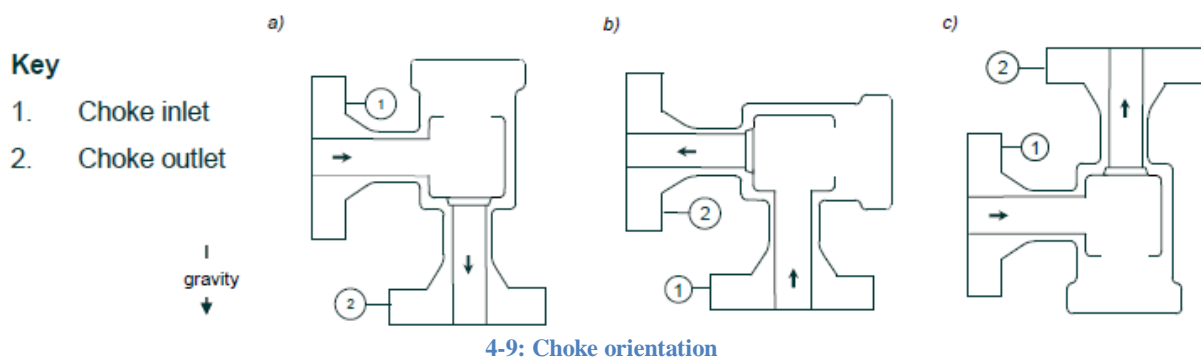 a)
b)
c)
Key
1. Choke inlet
2. Choke outlet
gravity
1
2
2
1
2
1
4-9: Choke orientation